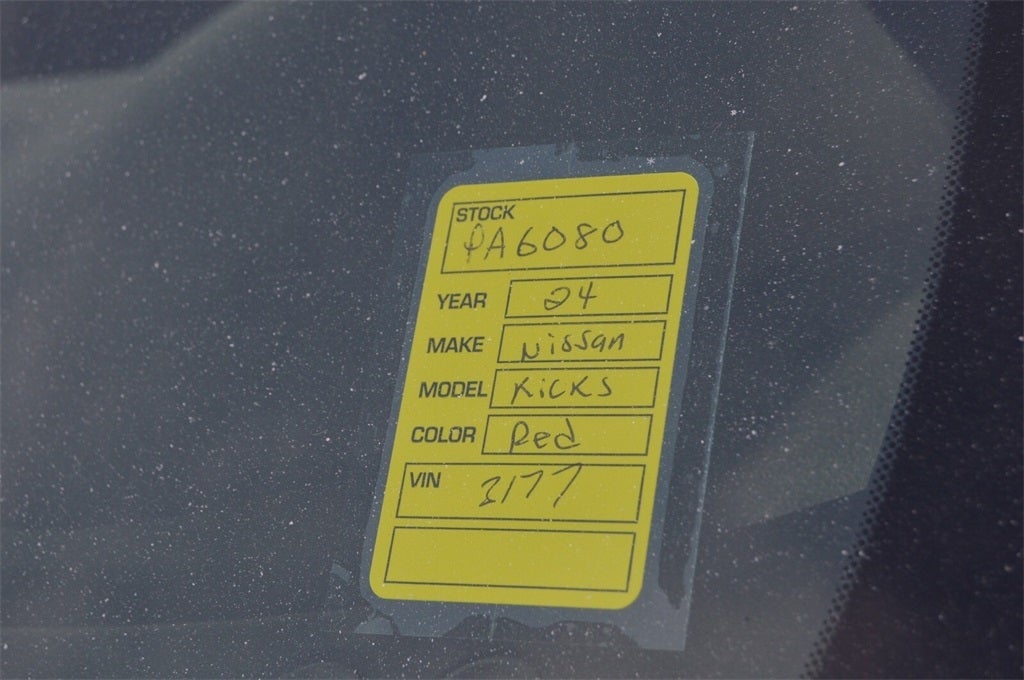 STOCK
PA6080
YEAR 24
MAKE Nissan
MODEL KiCKS
COLOR Red
VIN 3177